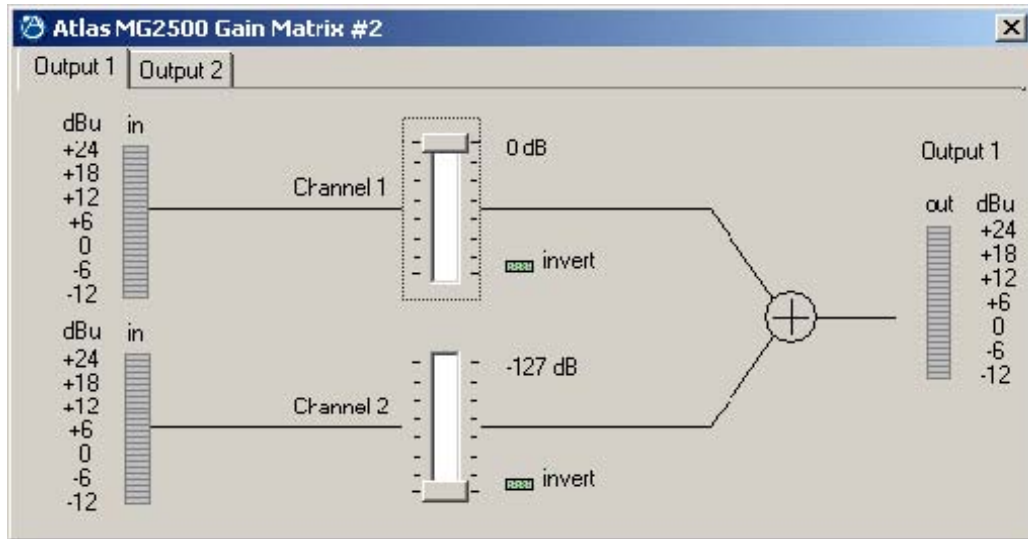 Atlas MG2500 Gain Matrix #2
Output 1
Output 2
dBu in
+24
+18
+12
+6
0
-6
-12
Channel 1
0 dB
invert
dBu in
+24
+18
+12
+6
0
-6
-12
Channel 2
-127 dB
invert
Output 1
out dBu
+24
+18
+12
+6
0
-6
-12